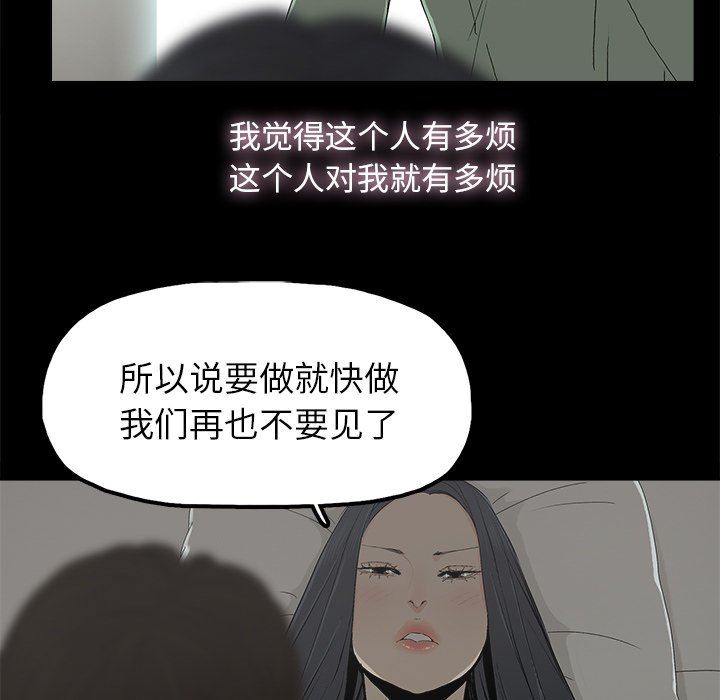 我觉得这个人有多烦
这个人对我就有多烦
所以说要做就快做
我们再也不要见了